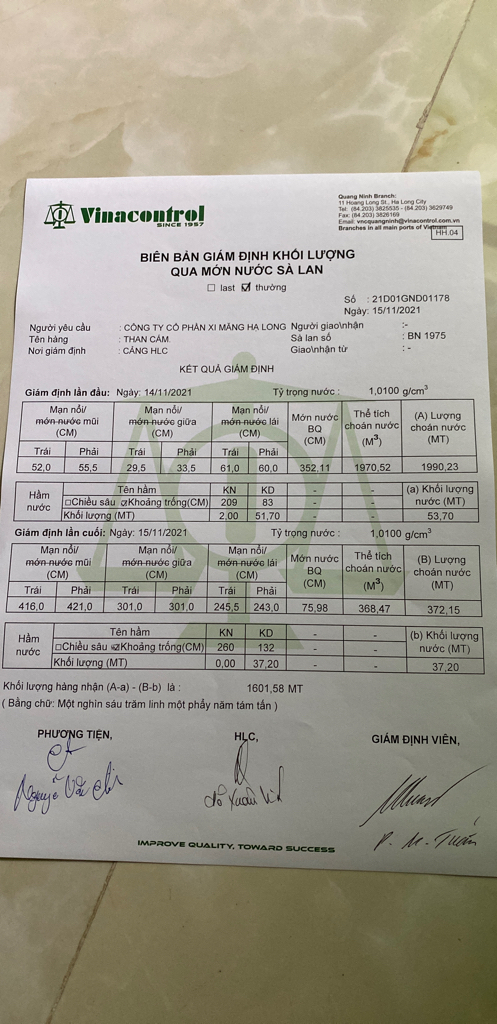 Vinacontrol
SINCE 1957
Quang Ninh Branch:
11 Hoang Long St., Ha Long City
Tel: (84.203) 3825535 - (84.203) 3629749
Fax: (84.203) 3826169
Email: vncquangninh@vinacontrol.com.vn
Branches in all main ports of Vietnam
HH.04
BIÊN BẢN GIÁM ĐỊNH KHỐI LƯỢNG
QUA MỚN NƯỚC SÀ LAN
☐ last ☑ thường
Số : 21D01GND01178
Ngày: 15/11/2021
Người yêu cầu : CÔNG TY CỔ PHẦN XI MĂNG HẠ LONG Người giao\nhận :-
Tên hàng : THAN CÁM. Sà lan số : BN 1975
Nơi giám định : CẢNG HLC Giao\nhận từ : -
KẾT QUẢ GIÁM ĐỊNH
Giám định lần đầu: Ngày: 14/11/2021 Tỷ trọng nước : 1,0100 g/cm3
Mạn nổi/ Mạn nổi/ Mạn nổi/ Mớn nước Thể tích (A) Lượng
mớn nước mũi mớn nước giữa mớn nước lái BQ choán nước choán nước
(CM) (CM) (CM) (CM) (M3) (MT)
Trái Phải Trái Phải Trái Phải
52,0 55,5 29,5 33,5 61,0 60,0 352,11 1970,52 1990,23
Hầm nước Tên hầm KN KD - - (a) Khối lượng
☐Chiều sâu ☑Khoảng trống(CM) 209 83 - - nước (MT)
Khối lượng (MT) 2,00 51,70 - - 53,70
Giám định lần cuối: Ngày: 15/11/2021 Tỷ trọng nước : 1,0100 g/cm3
Mạn nổi/ Mạn nổi/ Mạn nổi/ Mớn nước Thể tích (B) Lượng
mớn nước mũi mớn nước giữa mớn nước lái BQ choán nước choán nước
(CM) (CM) (CM) (CM) (M3) (MT)
Trái Phải Trái Phải Trái Phải
416,0 421,0 301,0 301,0 245,5 243,0 75,98 368,47 372,15
Hầm nước Tên hầm KN KD - - (b) Khối lượng
☐Chiều sâu ☑Khoảng trống(CM) 260 132 - - nước (MT)
Khối lượng (MT) 0,00 37,20 - - 37,20
Khối lượng hàng nhận (A-a) - (B-b) là : 1601,58 MT
( Bằng chữ: Một nghìn sáu trăm linh một phẩy năm tám tấn )
PHƯƠNG TIỆN, HLC, GIÁM ĐỊNH VIÊN,
P. M. Tuấn
IMPROVE QUALITY, TOWARD SUCCESS